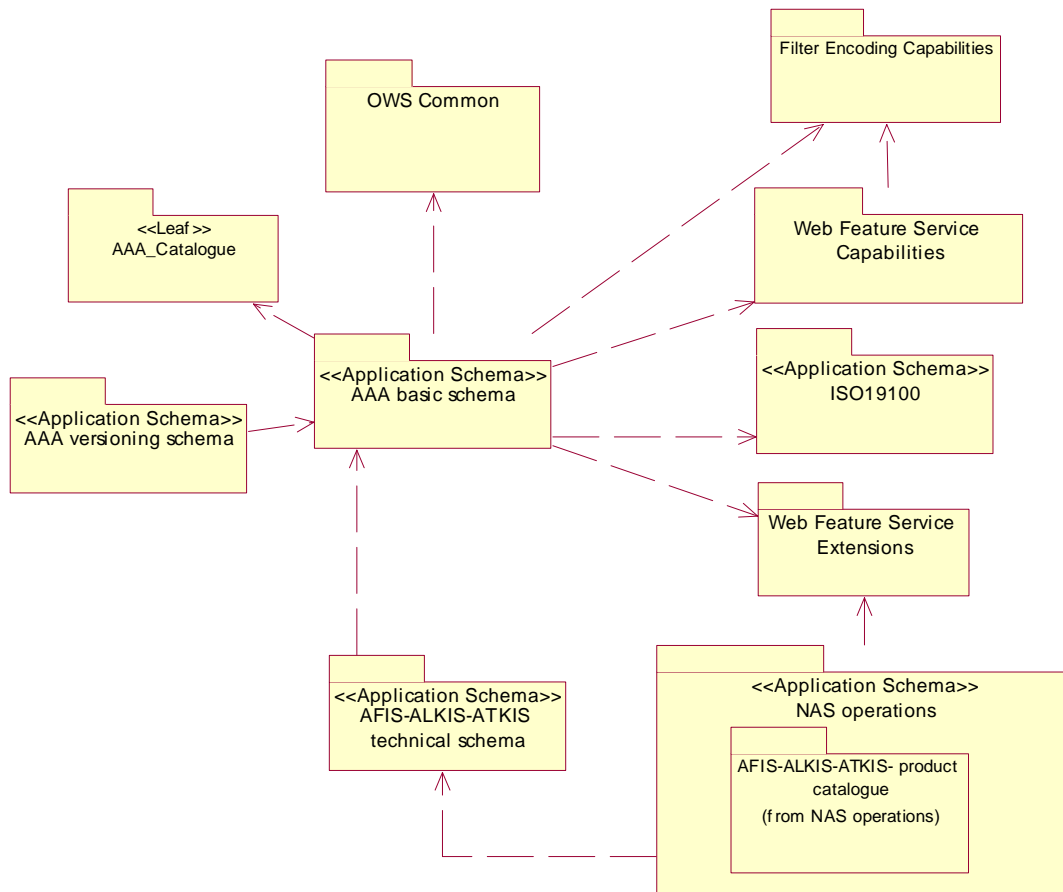 Filter Encoding Capabilities
OWS Common
<<Leaf>>
AAA_Catalogue
Web Feature Service
Capabilities
<<Application Schema>>
AAA basic schema
<<Application Schema>>
ISO19100
<<Application Schema>>
AAA versioning schema
Web Feature Service
Extensions
<<Application Schema>>
AFIS-ALKIS-ATKIS
technical schema
<<Application Schema>>
NAS operations
AFIS-ALKIS-ATKIS- product
catalogue
(from NAS operations)